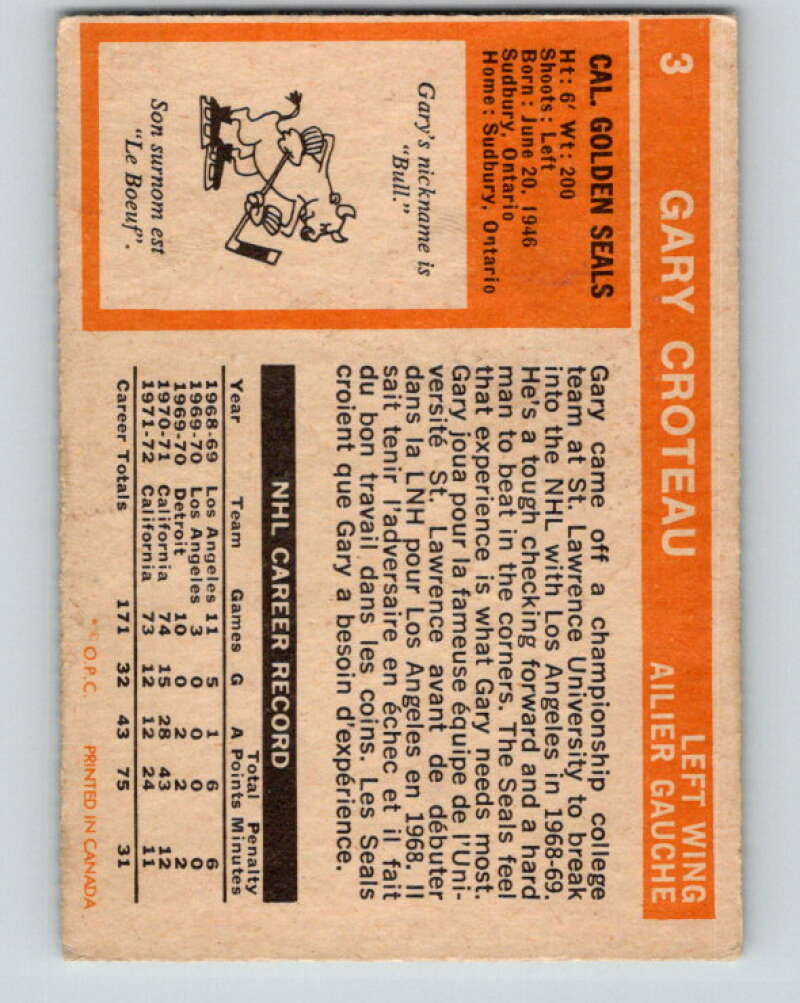 3 GARY CROTEAU
LEFT WING
AILIER GAUCHE
CAL. GOLDEN SEALS
Ht: 6' Wt: 200
Shoots: Left
Born: June 20, 1946
Sudbury, Ontario
Home: Sudbury, Ontario
Gary's nickname is
"Bull."
Son surnom est
"Le Boeuf".
Gary came off a championship college
team at St. Lawrence University to break
into the NHL with Los Angeles in 1968-69.
He's a tough checking forward and a hard
man to beat in the corners. The Seals feel
that experience is what Gary needs most.
Gary joua pour la fameuse équipe de l'Uni-
versité St. Lawrence avant de débuter
dans la LNH pour Los Angeles en 1968. Il
sait tenir l'adversaire en échec et il fait
du bon travail dans les coins. Les Seals
croient que Gary a besoin d'expérience.
NHL CAREER RECORD
Year Team Games G A Total Points Penalty Minutes
1968-69 Los Angeles 11 5 1 6 6
1969-70 Los Angeles 3 0 0 0 0
1969-70 Detroit 10 0 2 2 2
1970-71 California 74 15 28 43 12
1971-72 California 73 12 12 24 11
Career Totals 171 32 43 75 31
O.P.C. PRINTED IN CANADA